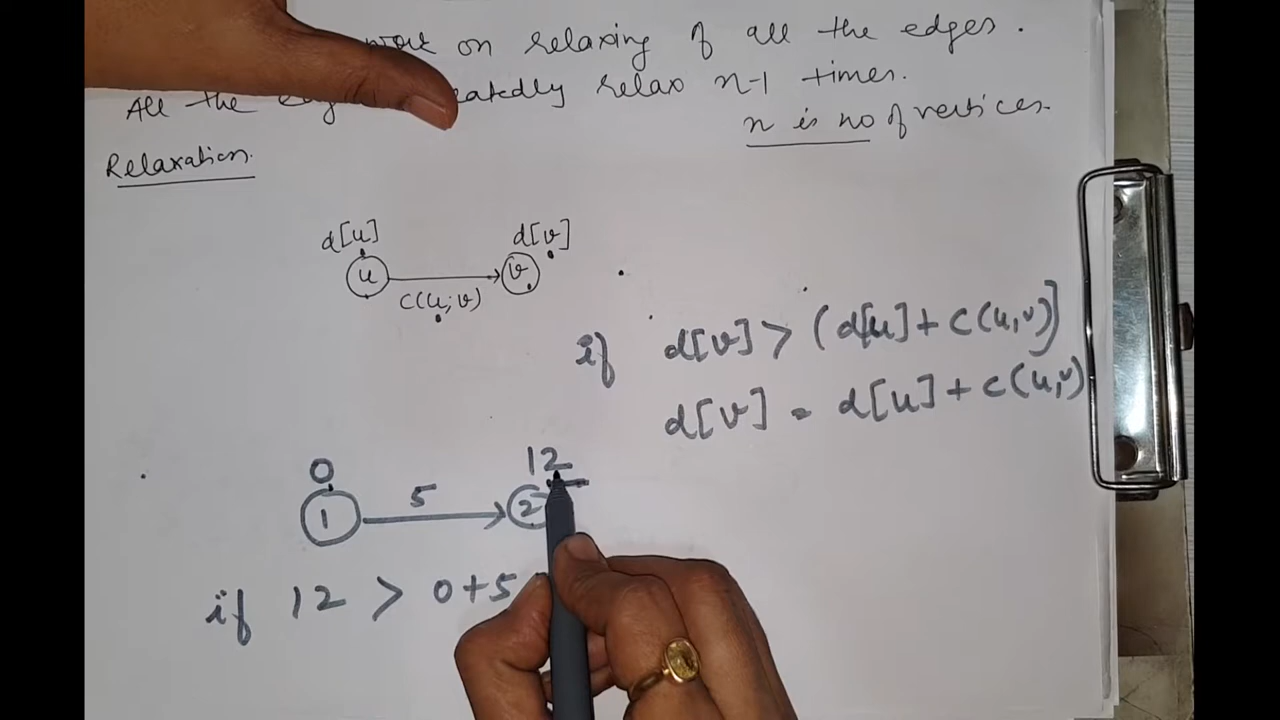 on relaxing of all the edges.
All the relax n-1 times.
n is no of vertices.
Relaxation.
d[u] d[v]
u v
C(u,v)
if d[v] > (d[u] + C(u,v)]
d[v] = d[u] + C(u,v)
0 12
1 5 2
if 12 > 0+5